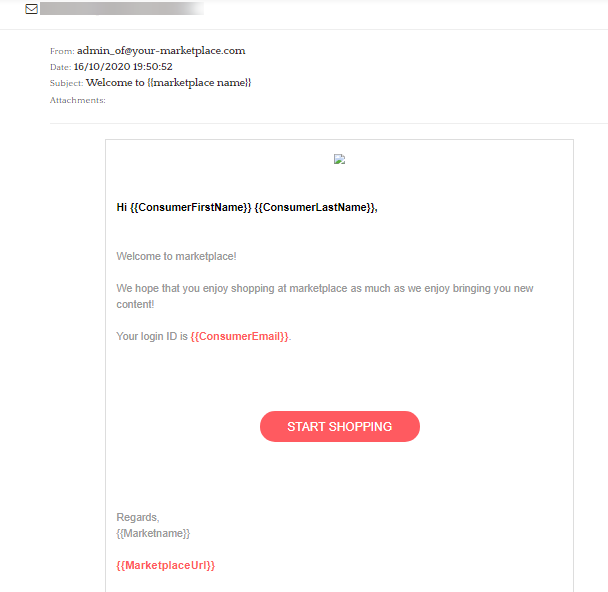 From: admin_of@your-marketplace.com
Date: 16/10/2020 19:50:52
Subject: Welcome to {{marketplace name}}
Attachments:
Hi {{ConsumerFirstName}} {{ConsumerLastName}},
Welcome to marketplace!
We hope that you enjoy shopping at marketplace as much as we enjoy bringing you new
content!
Your login ID is {{ConsumerEmail}}.
START SHOPPING
Regards,
{{Marketname}}
{{MarketplaceUrl}}